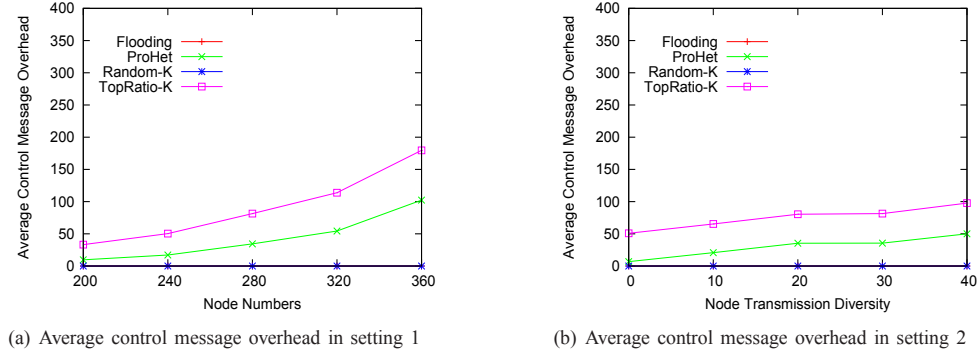 Average Control Message Overhead
400
350
300
250
200
150
100
50
0
Flooding
ProHet
Random-K
TopRatio-K
200 240 280 320 360
Node Numbers
(a) Average control message overhead in setting 1
Average Control Message Overhead
400
350
300
250
200
150
100
50
0
Flooding
ProHet
Random-K
TopRatio-K
0 10 20 30 40
Node Transmission Diversity
(b) Average control message overhead in setting 2